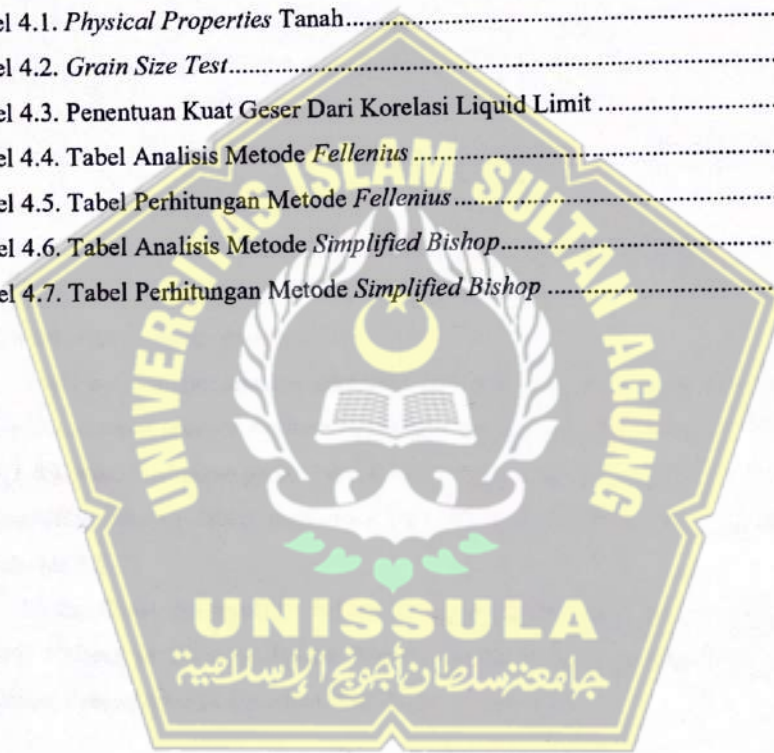 el 4.1. Physical Properties Tanah
el 4.2. Grain Size Test
el 4.3. Penentuan Kuat Geser Dari Korelasi Liquid Limit
el 4.4. Tabel Analisis Metode Fellenius
el 4.5. Tabel Perhitungan Metode Fellenius
el 4.6. Tabel Analisis Metode Simplified Bishop
el 4.7. Tabel Perhitungan Metode Simplified Bishop
UNIVERSITAS ISLAM SULTAN AGUNG
UNISSULA
جامعة سلطان أجونج الإسلامية